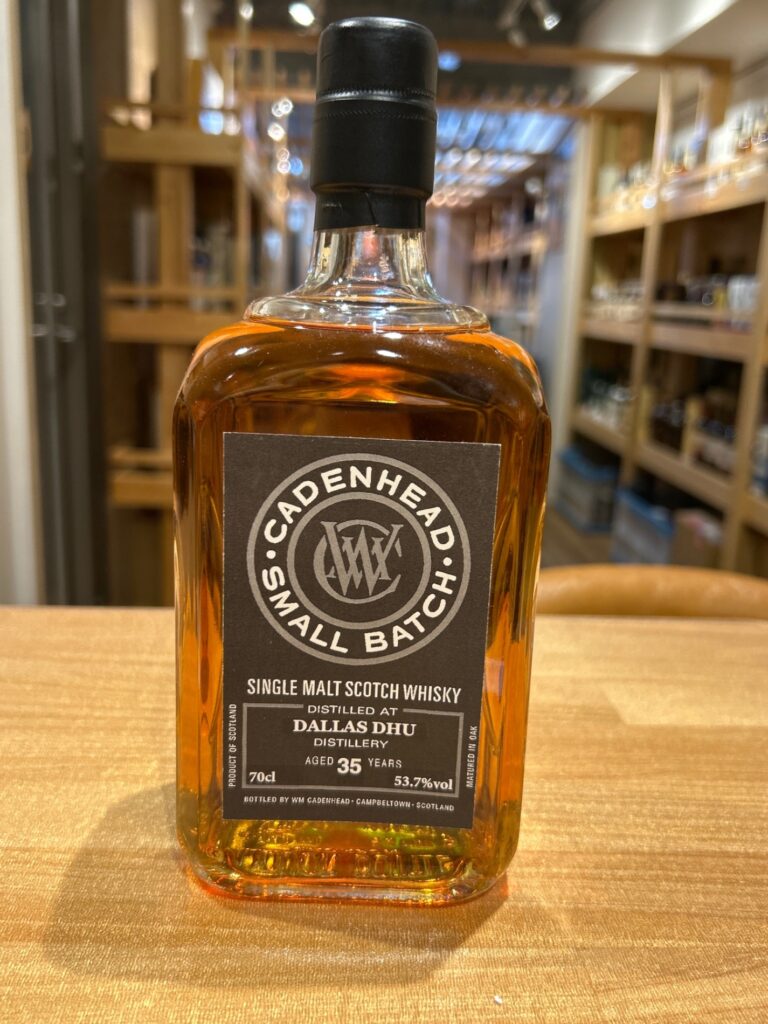 CADENHEAD
SMALL BATCH
SINGLE MALT SCOTCH WHISKY
DISTILLED AT
DALLAS DHU
DISTILLERY
AGED 35 YEARS
70cl 53.7%vol
PRODUCT OF SCOTLAND
MATURED IN OAK
BOTTLED BY WM CADENHEAD · CAMPBELTOWN · SCOTLAND